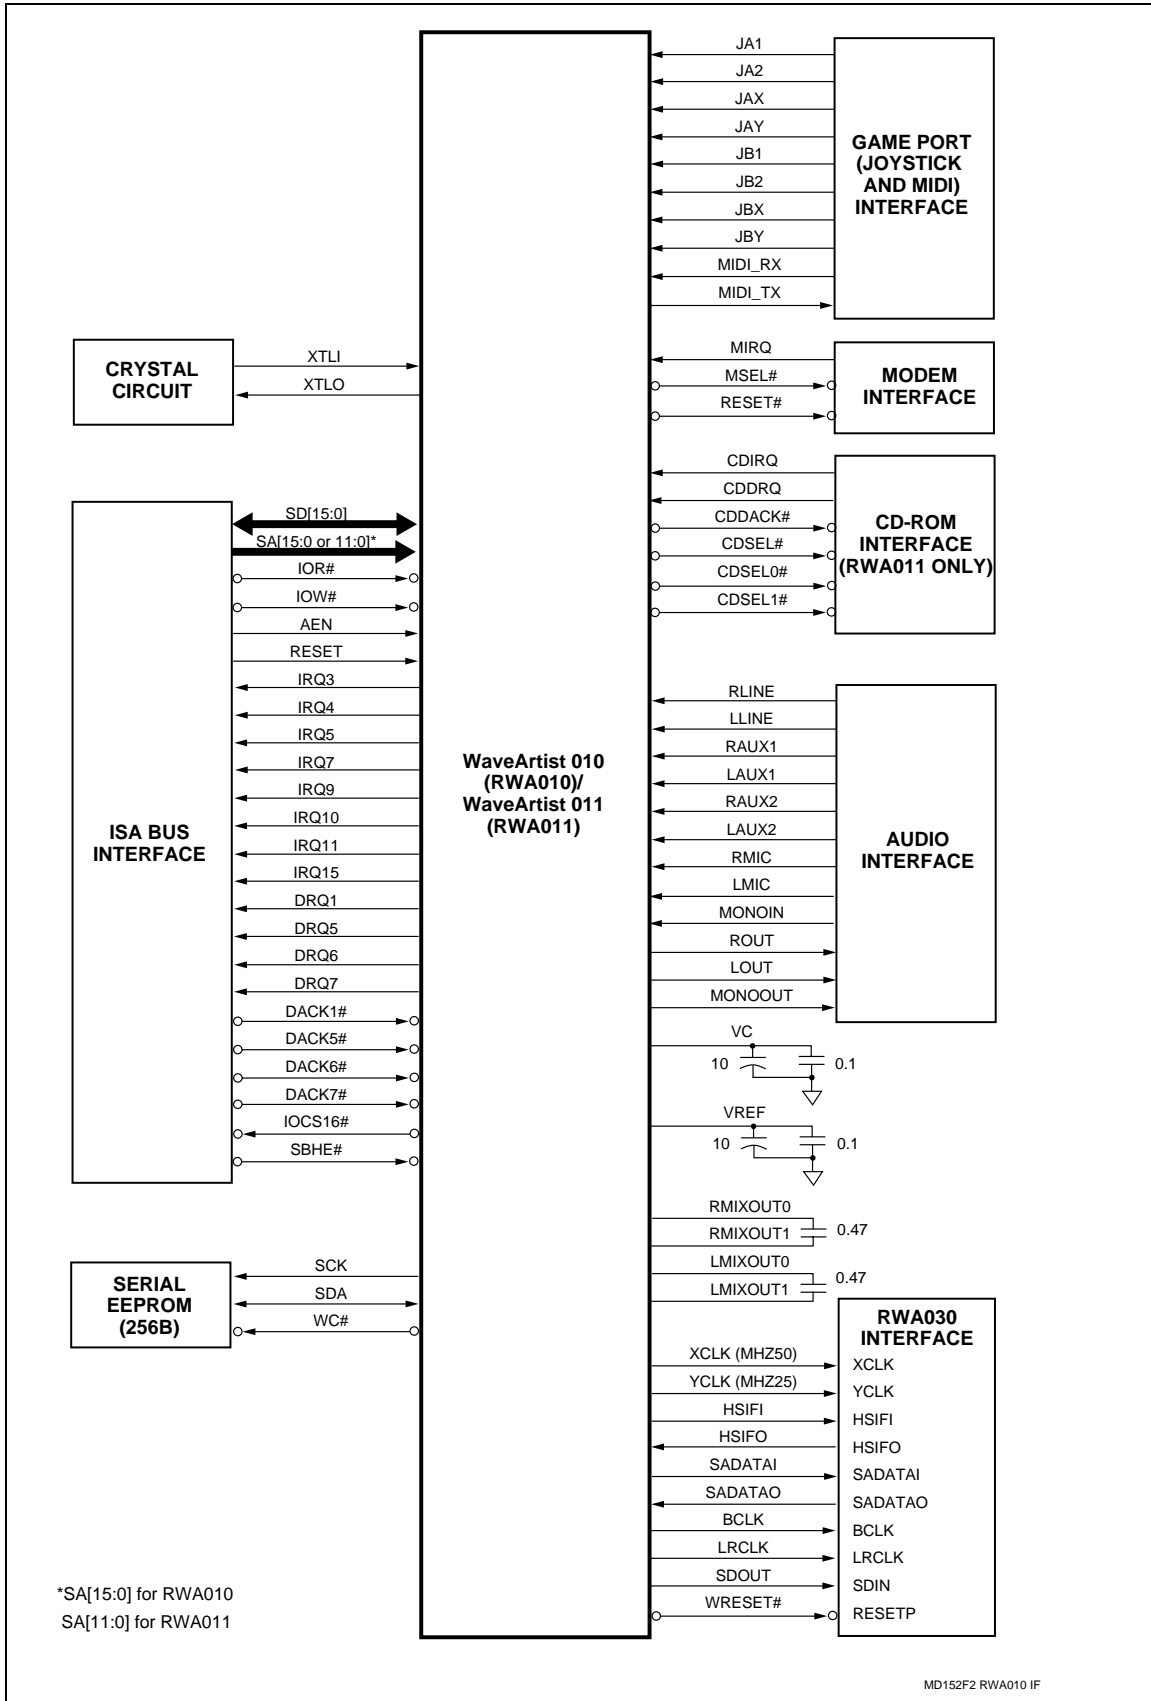 JA1
JA2
JAX
JAY
JB1
JB2
JBX
JBY
MIDI_RX
MIDI_TX
GAME PORT
(JOYSTICK
AND MIDI)
INTERFACE
CRYSTAL
CIRCUIT
XTLI
XTLO
MIRQ
MSEL#
RESET#
MODEM
INTERFACE
CDIRQ
CDDRQ
CDDACK#
CDSEL#
CDSEL0#
CDSEL1#
CD-ROM
INTERFACE
(RWA011 ONLY)
ISA BUS
INTERFACE
SD[15:0]
SA[15:0 or 11:0]*
IOR#
IOW#
AEN
RESET
IRQ3
IRQ4
IRQ5
IRQ7
IRQ9
IRQ10
IRQ11
IRQ15
DRQ1
DRQ5
DRQ6
DRQ7
DACK1#
DACK5#
DACK6#
DACK7#
IOCS16#
SBHE#
WaveArtist 010
(RWA010)/
WaveArtist 011
(RWA011)
RLINE
LLINE
RAUX1
LAUX1
RAUX2
LAUX2
RMIC
LMIC
MONOIN
ROUT
LOUT
MONOOUT
AUDIO
INTERFACE
VC
10
0.1
VREF
10
0.1
RMIXOUT0
RMIXOUT1
0.47
LMIXOUT0
LMIXOUT1
0.47
SERIAL
EEPROM
(256B)
SCK
SDA
WC#
RWA030
INTERFACE
XCLK (MHZ50)
XCLK
YCLK (MHZ25)
YCLK
HSIFI
HSIFI
HSIFO
HSIFO
SADATAI
SADATAI
SADATAO
SADATAO
BCLK
BCLK
LRCLK
LRCLK
SDOUT
SDIN
WRESET#
RESETP
*SA[15:0] for RWA010
SA[11:0] for RWA011
MD152F2 RWA010 IF